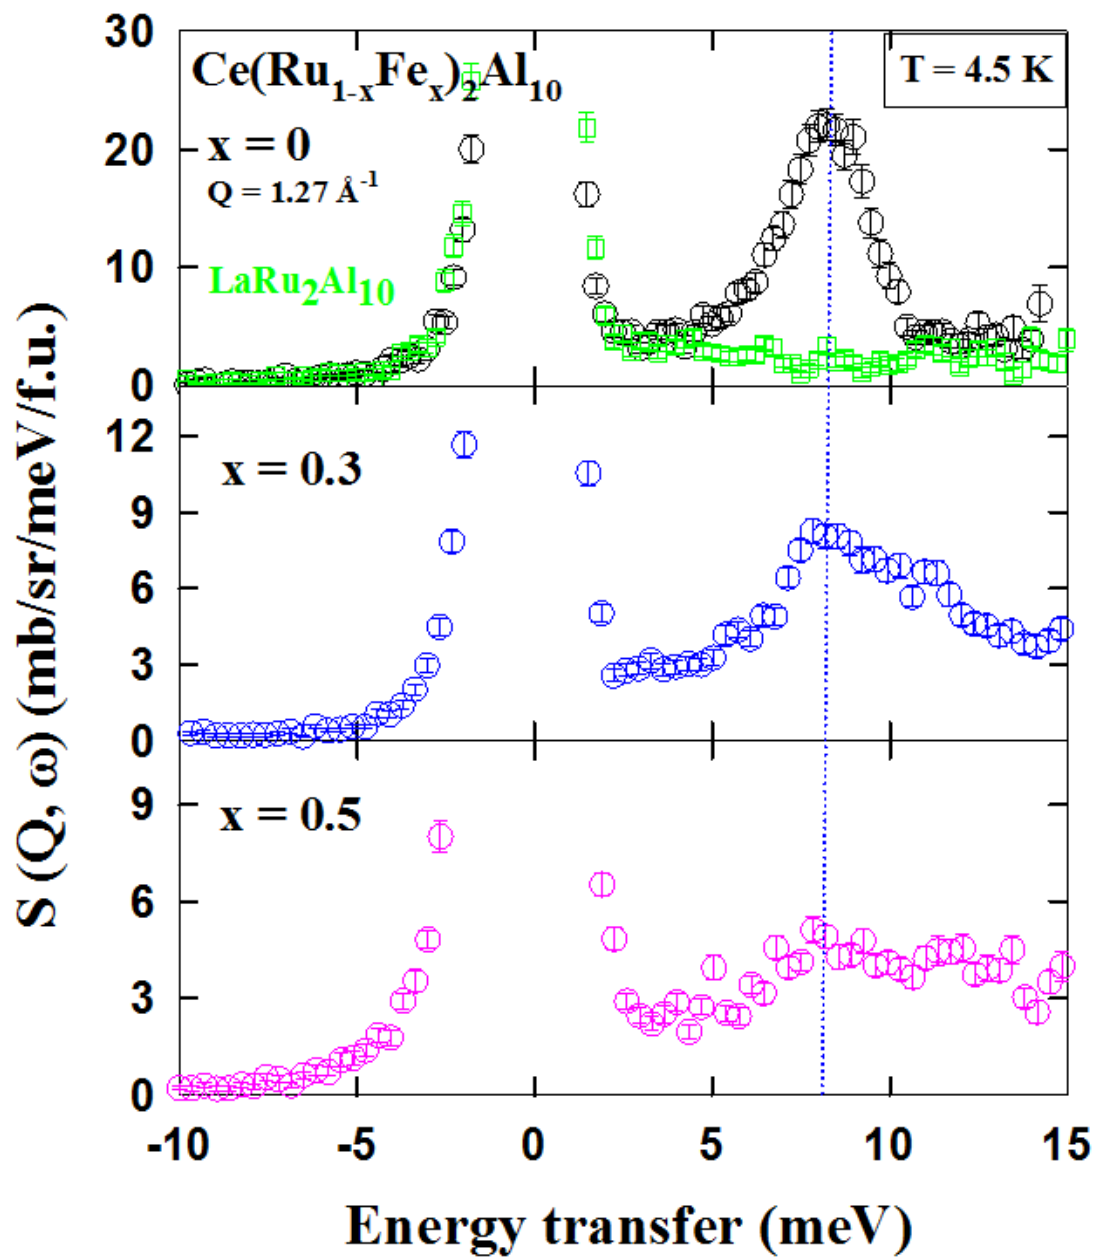 Ce(Ru1-xFex)2Al10
T = 4.5 K
x = 0
Q = 1.27 Å-1
LaRu2Al10
30
20
10
0
x = 0.3
12
9
6
3
0
x = 0.5
9
6
3
0
-10 -5 0 5 10 15
Energy transfer (meV)
S (Q, ω) (mb/sr/meV/f.u.)